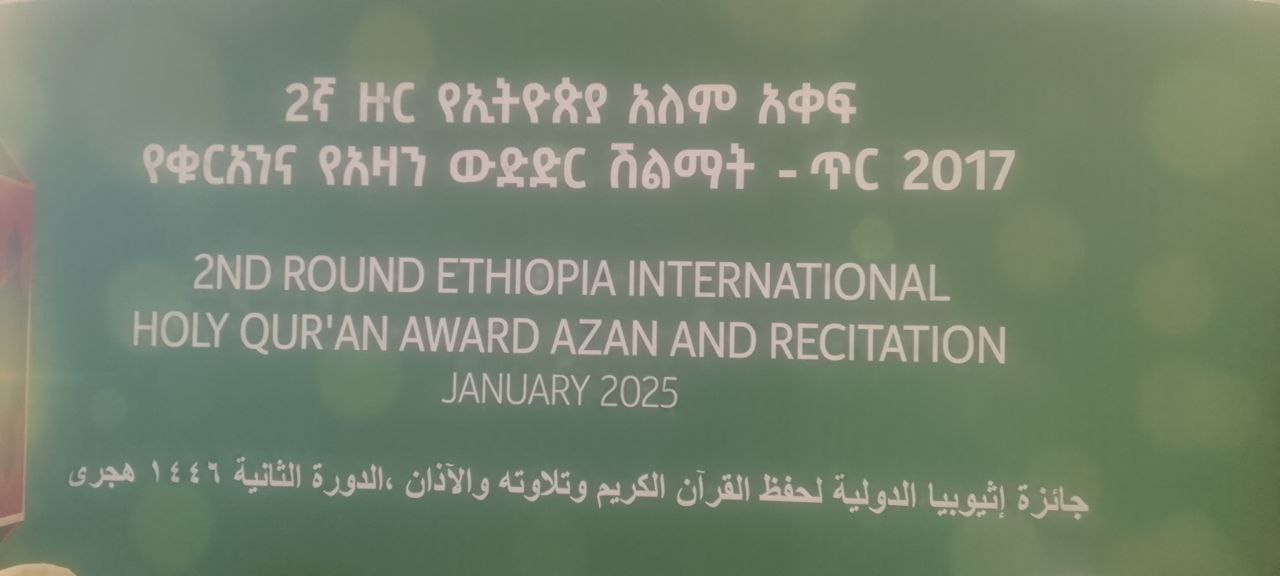 2ኛ ዙር የኢትዮጵያ አለም አቀፍ
የቁርአንና የአዛን ውድድር ሽልማት - ጥር 2017
2ND ROUND ETHIOPIA INTERNATIONAL
HOLY QUR'AN AWARD AZAN AND RECITATION
JANUARY 2025
جائزة إثيوبيا الدولية لحفظ القرآن الكريم وتلاوته والآذان ،الدورة الثانية ١٤٤٦ هجرى